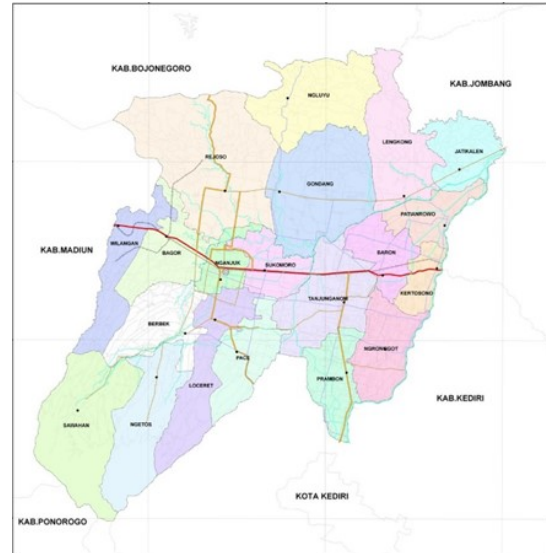 KAB.BOJONEGORO
KAB.JOMBANG
NGLUYU
LENGKONG
JATIKALEN
REJOSO
GONDANG
PATIANROWO
KAB.MADIUN
WILANGAN
BAGOR
NGANJUK
SUKOMORO
BARON
KERTOSONO
TANJUNGANOM
BERBEK
PACE
NGRONGGOT
LOCERET
PRAMBON
SAWAHAN
NGETOS
KAB.KEDIRI
KOTA KEDIRI
KAB.PONOROGO